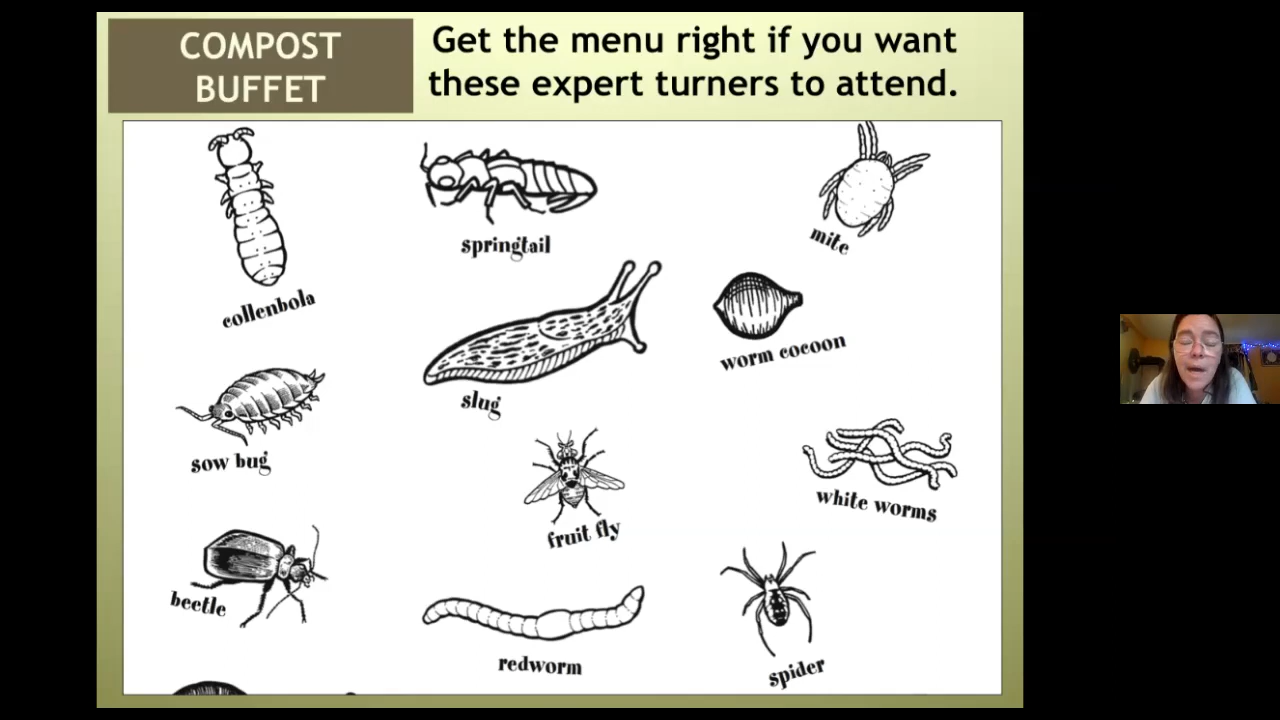 COMPOST
BUFFET
Get the menu right if you want
these expert turners to attend.
springtail
mite
collenbola
worm cocoon
slug
sow bug
white worms
fruit fly
beetle
redworm
spider